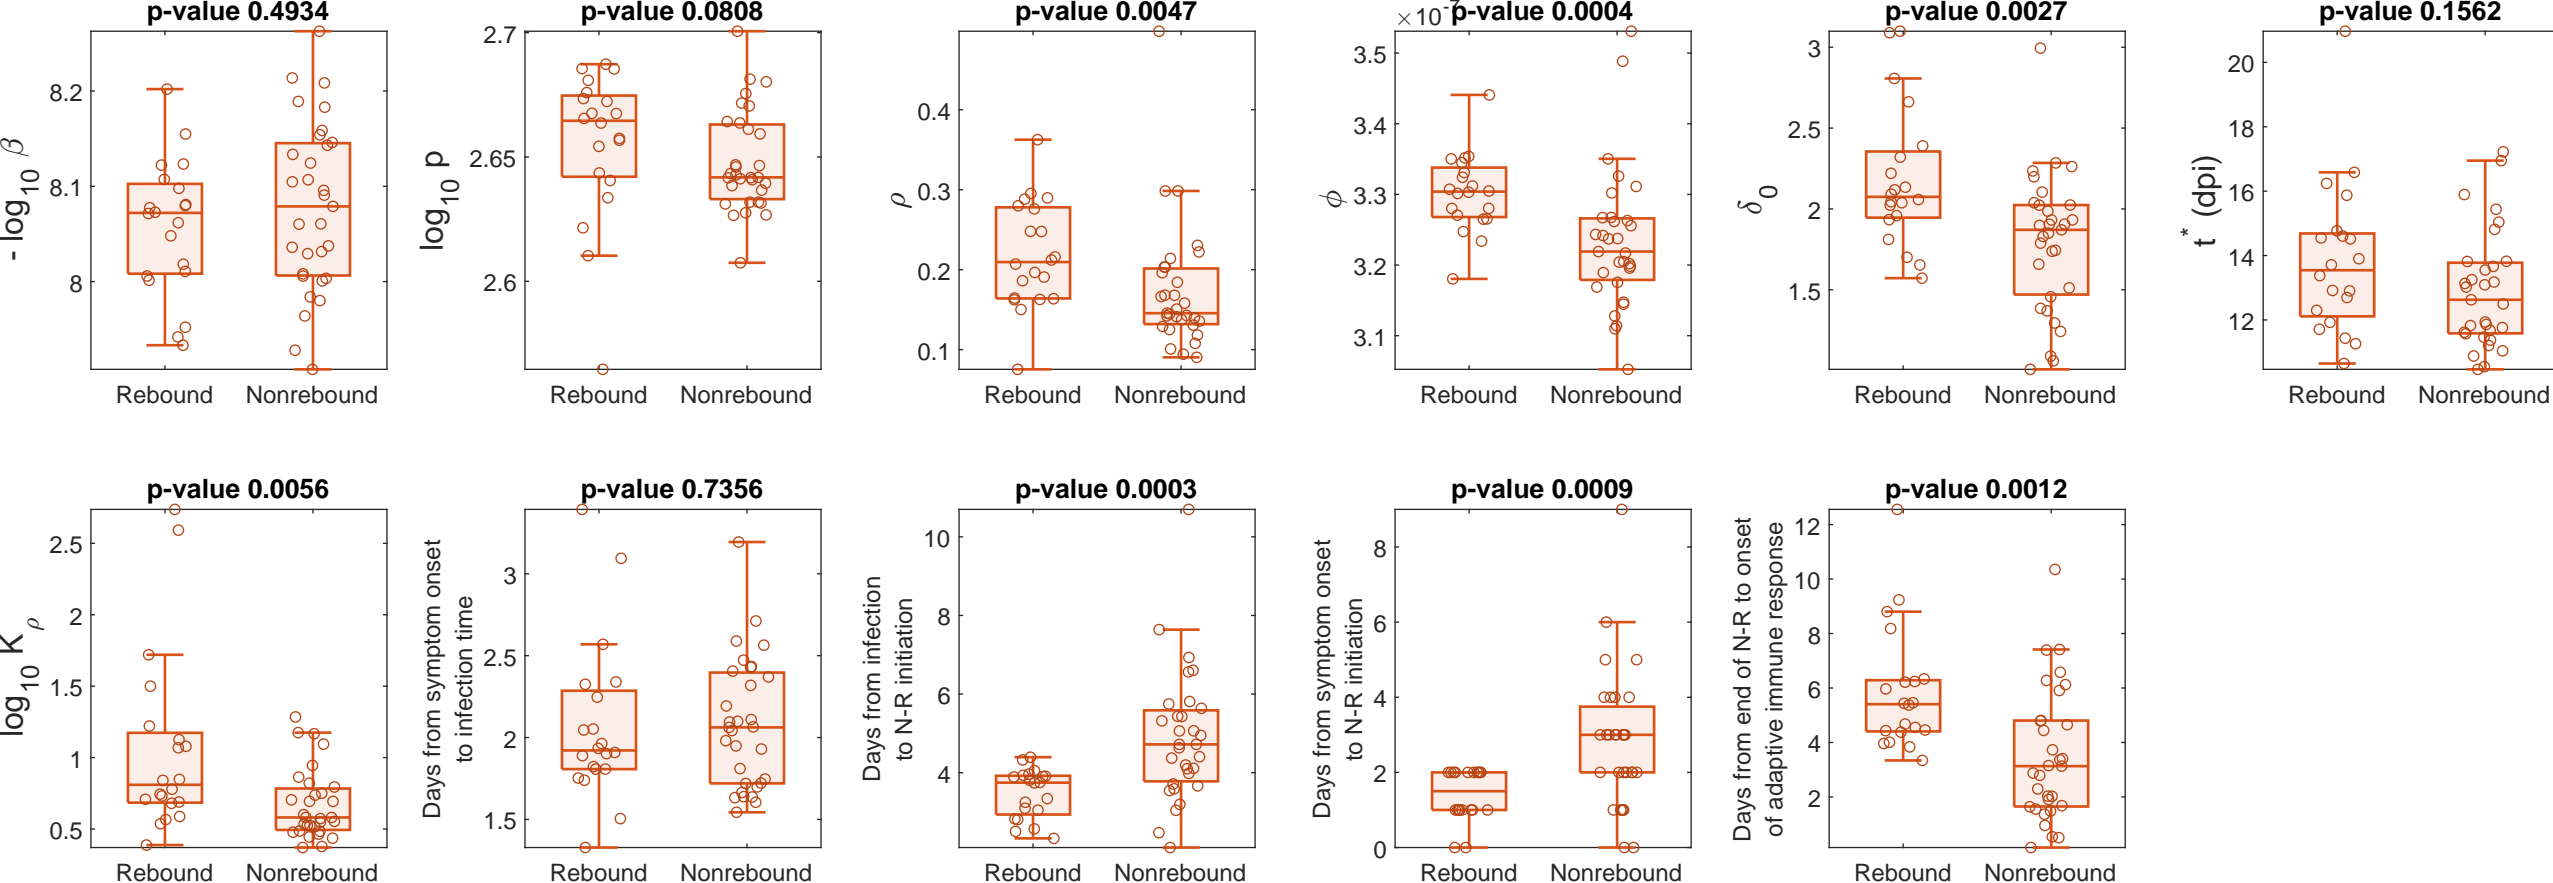 p-value 0.4934
- log10 β
8.2
8.1
8
Rebound Nonrebound
p-value 0.0808
log10 p
2.7
2.65
2.6
Rebound Nonrebound
p-value 0.0047
ρ
0.4
0.3
0.2
0.1
Rebound Nonrebound
p-value 0.0004
ϕ
3.5
3.4
3.3
3.2
3.1
Rebound Nonrebound
p-value 0.0027
δ0
3
2.5
2
1.5
Rebound Nonrebound
p-value 0.1562
t* (dpi)
20
18
16
14
12
Rebound Nonrebound
p-value 0.0056
log10 Kρ
2.5
2
1.5
1
0.5
Rebound Nonrebound
p-value 0.7356
Days from symptom onset
to infection time
3
2.5
2
1.5
Rebound Nonrebound
p-value 0.0003
Days from infection
to N-R initiation
10
8
6
4
Rebound Nonrebound
p-value 0.0009
Days from symptom onset
to N-R initiation
8
6
4
2
0
Rebound Nonrebound
p-value 0.0012
Days from end of N-R to onset
of adaptive immune response
12
10
8
6
4
2
Rebound Nonrebound